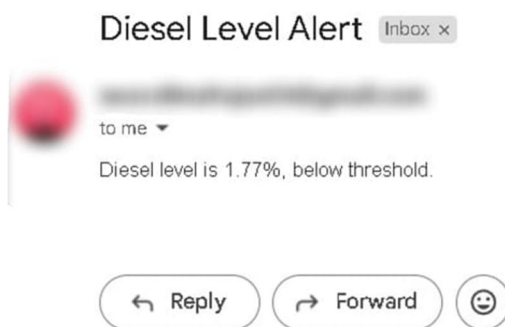 Diesel Level Alert Inbox ×
to me
Diesel level is 1.77%, below threshold.
Reply Forward